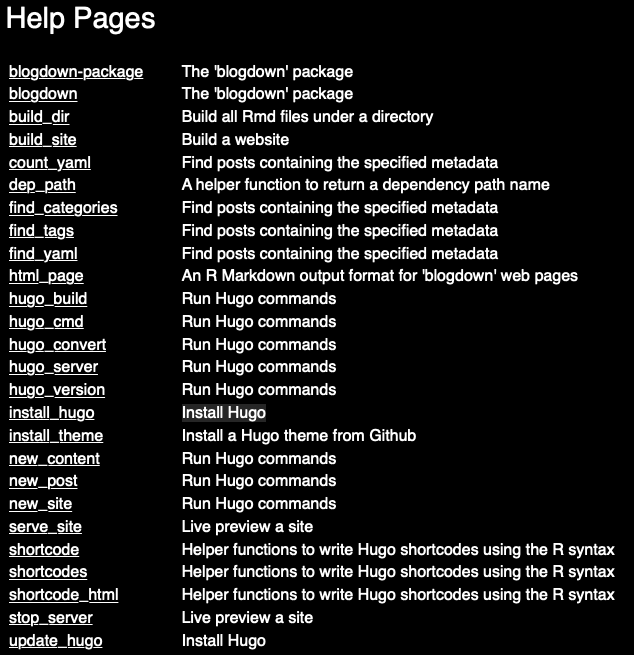 Help Pages
blogdown-package The 'blogdown' package
blogdown The 'blogdown' package
build_dir Build all Rmd files under a directory
build_site Build a website
count_yaml Find posts containing the specified metadata
dep_path A helper function to return a dependency path name
find_categories Find posts containing the specified metadata
find_tags Find posts containing the specified metadata
find_yaml Find posts containing the specified metadata
html_page An R Markdown output format for 'blogdown' web pages
hugo_build Run Hugo commands
hugo_cmd Run Hugo commands
hugo_convert Run Hugo commands
hugo_server Run Hugo commands
hugo_version Run Hugo commands
install_hugo Install Hugo
install_theme Install a Hugo theme from Github
new_content Run Hugo commands
new_post Run Hugo commands
new_site Run Hugo commands
serve_site Live preview a site
shortcode Helper functions to write Hugo shortcodes using the R syntax
shortcodes Helper functions to write Hugo shortcodes using the R syntax
shortcode_html Helper functions to write Hugo shortcodes using the R syntax
stop_server Live preview a site
update_hugo Install Hugo